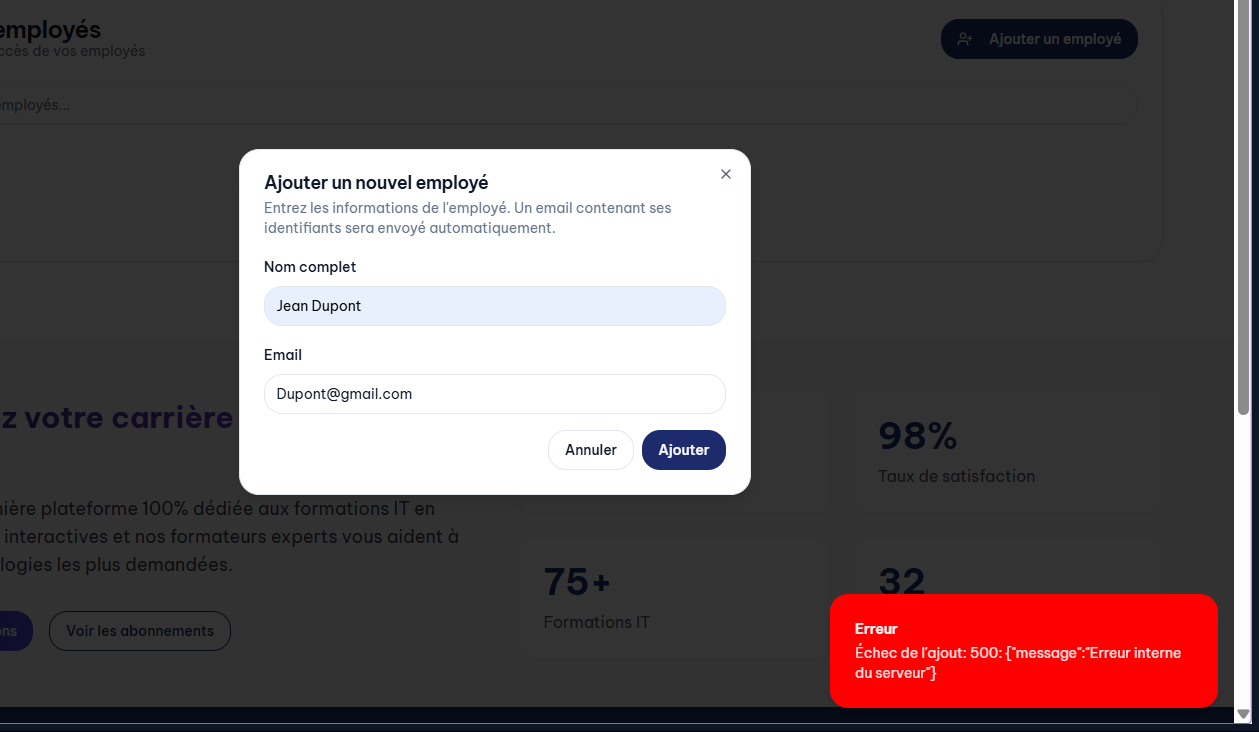 employés
ccès de vos employés
Ajouter un employé
employés...
Ajouter un nouvel employé
Entrez les informations de l'employé. Un email contenant ses
identifiants sera envoyé automatiquement.
Nom complet
Jean Dupont
Email
Dupont@gmail.com
Annuler
Ajouter
z votre carrière
nière plateforme 100% dédiée aux formations IT en
interactives et nos formateurs experts vous aident à
logies les plus demandées.
ons
Voir les abonnements
98%
Taux de satisfaction
75+
Formations IT
32
Erreur
Échec de l'ajout: 500: {"message":"Erreur interne
du serveur"}